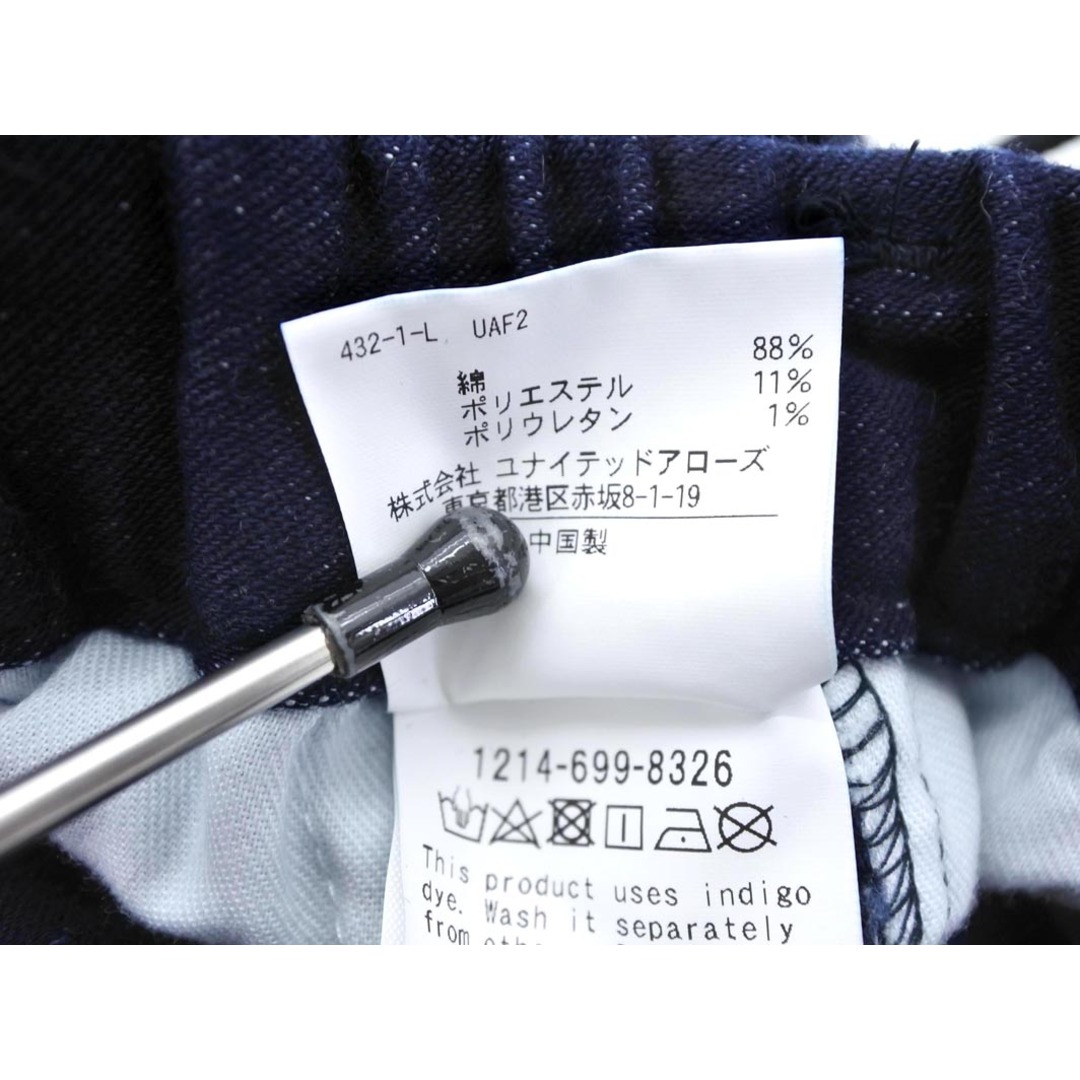 432-1-L UAF2
綿 88%
ポリエステル 11%
ポリウレタン 1%
株式会社 ユナイテッドアローズ
東京都港区赤坂8-1-19
中国製
1214-699-8326
This product uses indigo
dye. Wash it separately
from